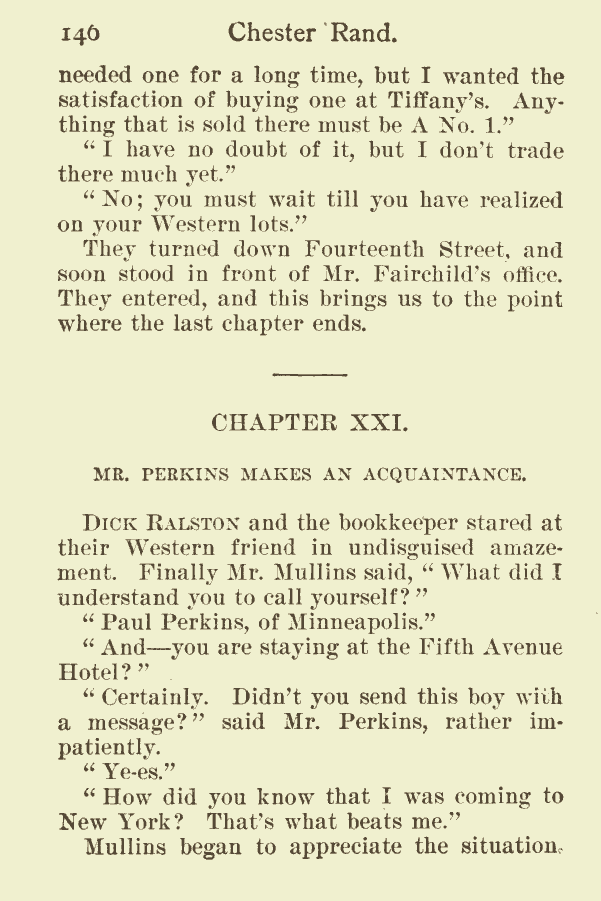 146 Chester Rand.
needed one for a long time, but I wanted the
satisfaction of buying one at Tiffany's. Any-
thing that is sold there must be A No. 1."
"I have no doubt of it, but I don't trade
there much yet."
"No; you must wait till you have realized
on your Western lots."
They turned down Fourteenth Street, and
soon stood in front of Mr. Fairchild's office.
They entered, and this brings us to the point
where the last chapter ends.
CHAPTER XXI.
MR. PERKINS MAKES AN ACQUAINTANCE.
DICK RALSTON and the bookkeeper stared at
their Western friend in undisguised amaze-
ment. Finally Mr. Mullins said, "What did I
understand you to call yourself?"
"Paul Perkins, of Minneapolis."
"And—you are staying at the Fifth Avenue
Hotel?"
"Certainly. Didn't you send this boy with
a message?" said Mr. Perkins, rather im-
patiently.
"Ye-es."
"How did you know that I was coming to
New York? That's what beats me."
Mullins began to appreciate the situation.